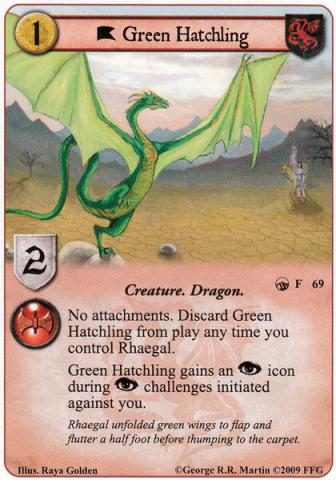 1
Green Hatchling
2
Creature. Dragon.
F 69
No attachments. Discard Green
Hatchling from play any time you
control Rhaegal.
Green Hatchling gains an icon
during challenges initiated
against you.
Rhaegal unfolded green wings to flap and
flutter a half foot before thumping to the carpet.
Illus. Raya Golden
©George R.R. Martin ©2009 FFG